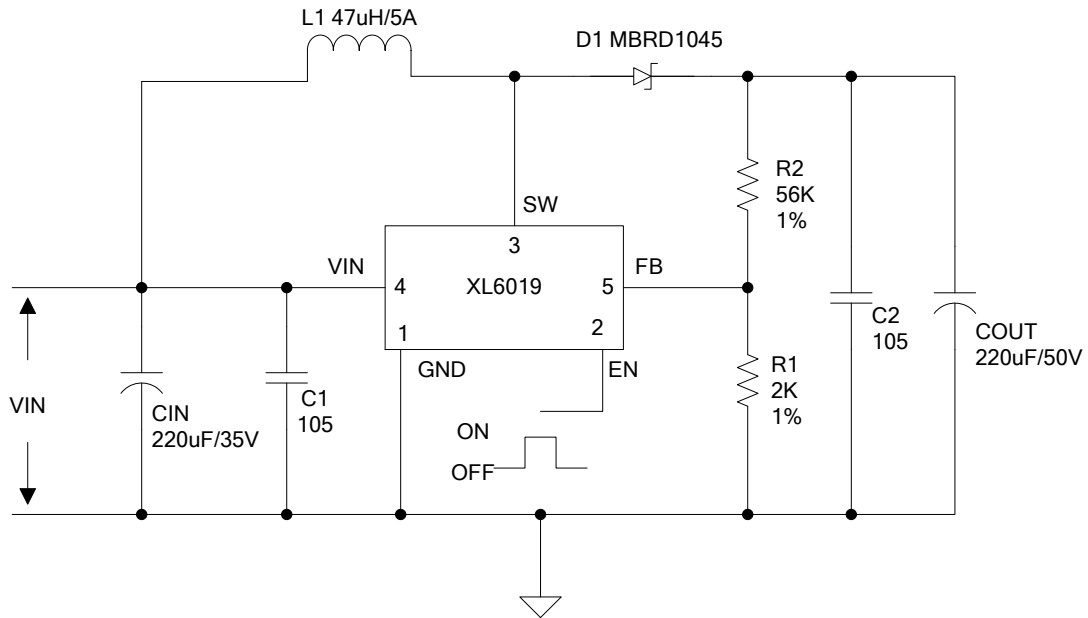 L1 47uH/5A
D1 MBRD1045
R2
56K
1%
SW
3
VIN
FB
4
XL6019
5
1
2
GND
EN
C2
105
COUT
220uF/50V
R1
2K
1%
VIN
CIN
220uF/35V
C1
105
ON
OFF